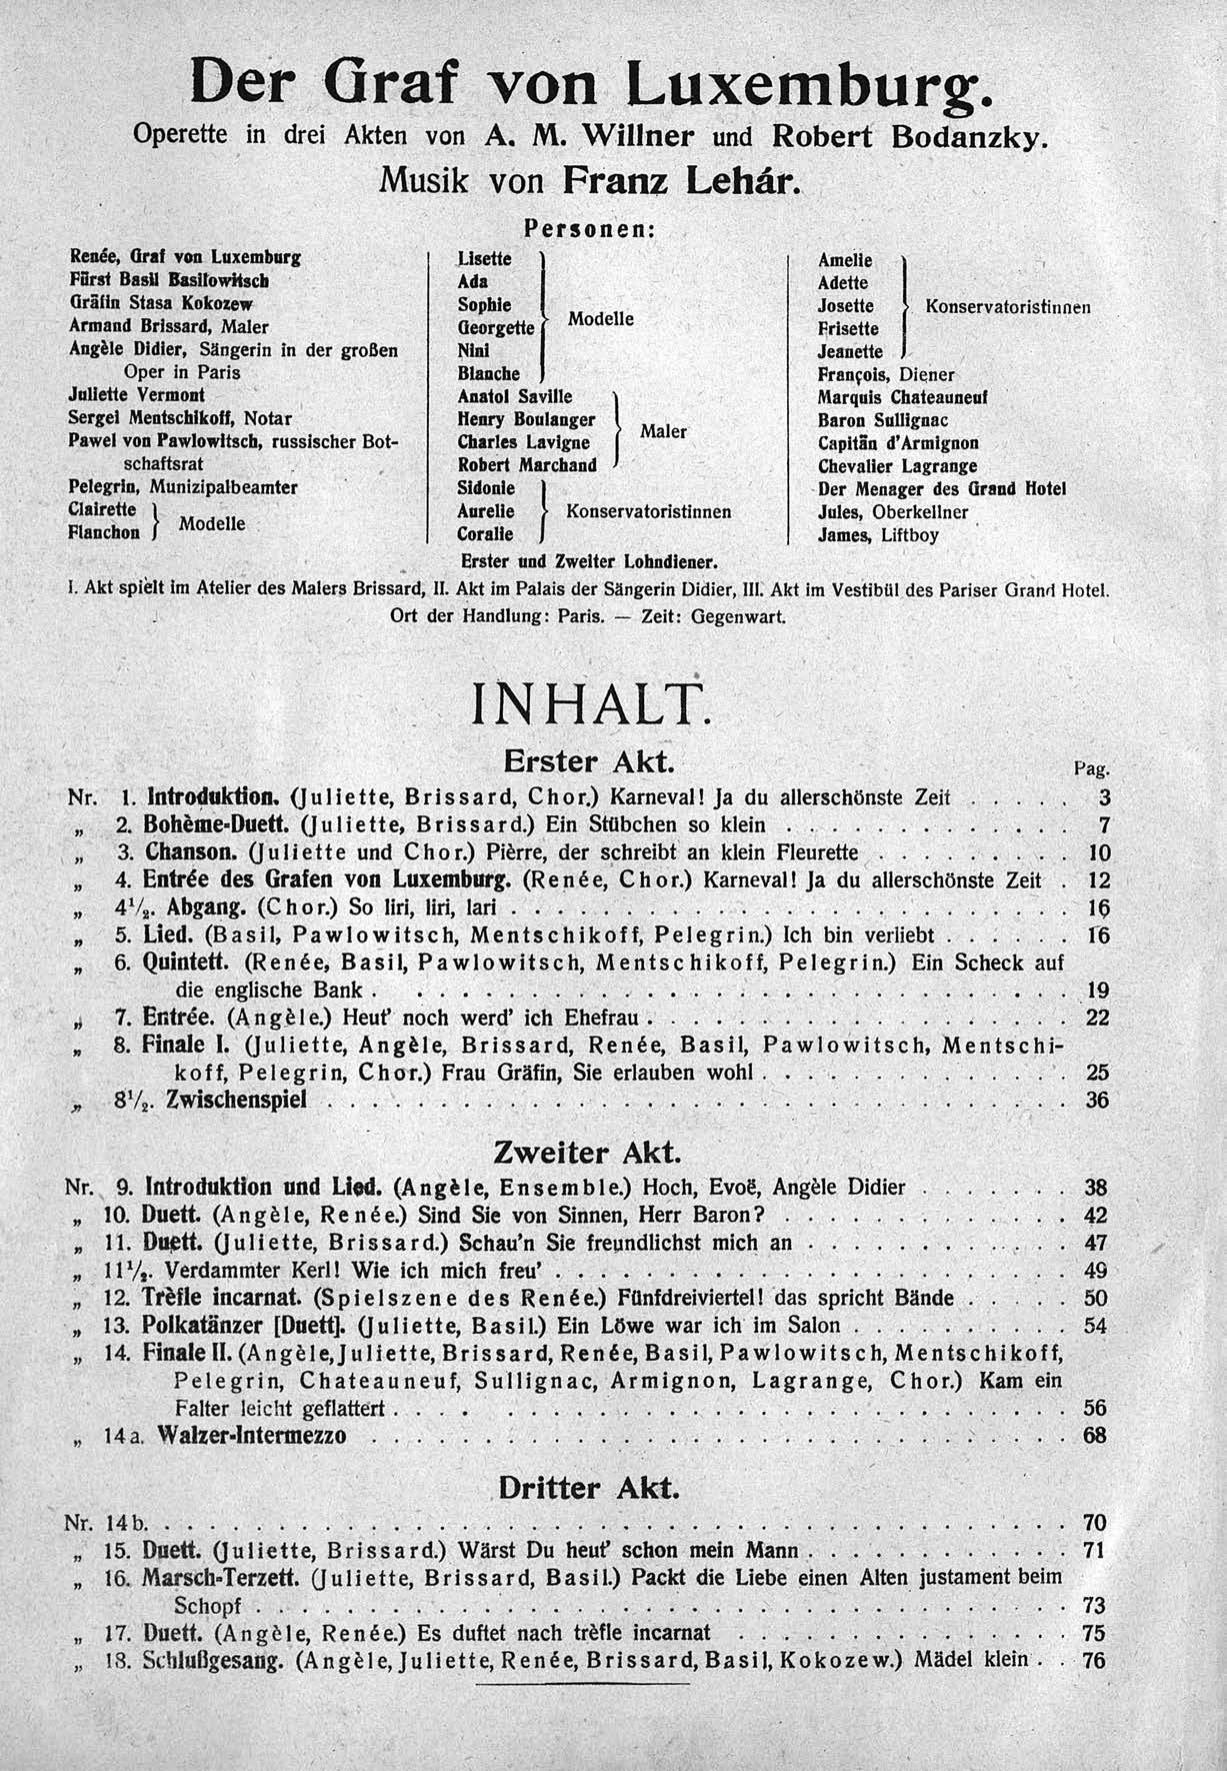 Der Graf von Luxemburg.
Operette in drei Akten von A. M. Willner und Robert Bodanzky.
Musik von Franz Lehár.
Personen:
Renée, Graf von Luxemburg
Fürst Basil Basilowitsch
Gräfin Stasa Kokozew
Armand Brissard, Maler
Angèle Didier, Sängerin in der großen
Oper in Paris
Juliette Vermont
Sergei Mentschikoff, Notar
Pawel von Pawlowitsch, russischer Bot-
schaftsrat
Pelegrin, Munizipalbeamter
Clairette
Flanchon
Modelle
Lisette
Ada
Sophie
Georgette
Nini
Blanche
Modelle
Anatol Saville
Henry Boulanger
Charles Lavigne
Robert Marchand
Maler
Sidonie
Aurelie
Coralie
Konservatoristinnen
Amelie
Adette
Josette
Frisette
Jeanette
Konservatoristinnen
François, Diener
Marquis Chateauneuf
Baron Sullignac
Capitän d'Armignon
Chevalier Lagrange
Der Menager des Grand Hotel
Jules, Oberkellner
James, Liftboy
Erster und Zweiter Lohndiener.
I. Akt spielt im Atelier des Malers Brissard, II. Akt im Palais der Sängerin Didier, III. Akt im Vestibül des Pariser Grand Hotel.
Ort der Handlung: Paris. — Zeit: Gegenwart.
INHALT.
Erster Akt.
Pag.
Nr. 1. Introduktion. (Juliette, Brissard, Chor.) Karneval! Ja du allerschönste Zeit . . . . . 3
„ 2. Bohème-Duett. (Juliette, Brissard.) Ein Stübchen so klein . . . . . . . . . . . . . 7
„ 3. Chanson. (Juliette und Chor.) Pièrre, der schreibt an klein Fleurette . . . . . . . . . 10
„ 4. Entrée des Grafen von Luxemburg. (Renée, Chor.) Karneval! Ja du allerschönste Zeit . 12
„ 4½. Abgang. (Chor.) So liri, liri, lari . . . . . . . . . . . . . . . . . . . . . . . . 16
„ 5. Lied. (Basil, Pawlowitsch, Mentschikoff, Pelegrin.) Ich bin verliebt . . . . . . 16
„ 6. Quintett. (Renée, Basil, Pawlowitsch, Mentschikoff, Pelegrin.) Ein Scheck auf
die englische Bank . . . . . . . . . . . . . . . . . . . . . . . . . . . . . . 19
„ 7. Entrée. (Angèle.) Heut' noch werd' ich Ehefrau . . . . . . . . . . . . . . . . . . . 22
„ 8. Finale I. (Juliette, Angèle, Brissard, Renée, Basil, Pawlowitsch, Mentschi-
koff, Pelegrin, Chor.) Frau Gräfin, Sie erlauben wohl . . . . . . . . . . . . . . 25
„ 8½. Zwischenspiel . . . . . . . . . . . . . . . . . . . . . . . . . . . . . . . . 36
Zweiter Akt.
Nr. 9. Introduktion und Lied. (Angèle, Ensemble.) Hoch, Evoë, Angèle Didier . . . . . . . 38
„ 10. Duett. (Angèle, Renée.) Sind Sie von Sinnen, Herr Baron? . . . . . . . . . . . . . 42
„ 11. Duett. (Juliette, Brissard.) Schau'n Sie freundlichst mich an . . . . . . . . . . . . 47
„ 11½. Verdammter Kerl! Wie ich mich freu' . . . . . . . . . . . . . . . . . . . . . . . 49
„ 12. Trèfle incarnat. (Spielszene des Renée.) Fünfdreiviertel! das spricht Bände . . . . . 50
„ 13. Polkatänzer [Duett]. (Juliette, Basil.) Ein Löwe war ich im Salon . . . . . . . . . . 54
„ 14. Finale II. (Angèle, Juliette, Brissard, Renée, Basil, Pawlowitsch, Mentschikoff,
Pelegrin, Chateauneuf, Sullignac, Armignon, Lagrange, Chor.) Kam ein
Falter leicht geflattert . . . . . . . . . . . . . . . . . . . . . . . . . . . . . 56
„ 14a. Walzer-Intermezzo . . . . . . . . . . . . . . . . . . . . . . . . . . . . . . . 68
Dritter Akt.
Nr. 14b. . . . . . . . . . . . . . . . . . . . . . . . . . . . . . . . . . . . . . . . . 70
„ 15. Duett. (Juliette, Brissard.) Wärst Du heut' schon mein Mann . . . . . . . . . . . . 71
„ 16. Marsch-Terzett. (Juliette, Brissard, Basil.) Packt die Liebe einen Alten justament beim
Schopf . . . . . . . . . . . . . . . . . . . . . . . . . . . . . . . . . . . . 73
„ 17. Duett. (Angèle, Renée.) Es duftet nach trèfle incarnat . . . . . . . . . . . . . . . 75
„ 18. Schlußgesang. (Angèle, Juliette, Renée, Brissard, Basil, Kokozew.) Mädel klein . . 76